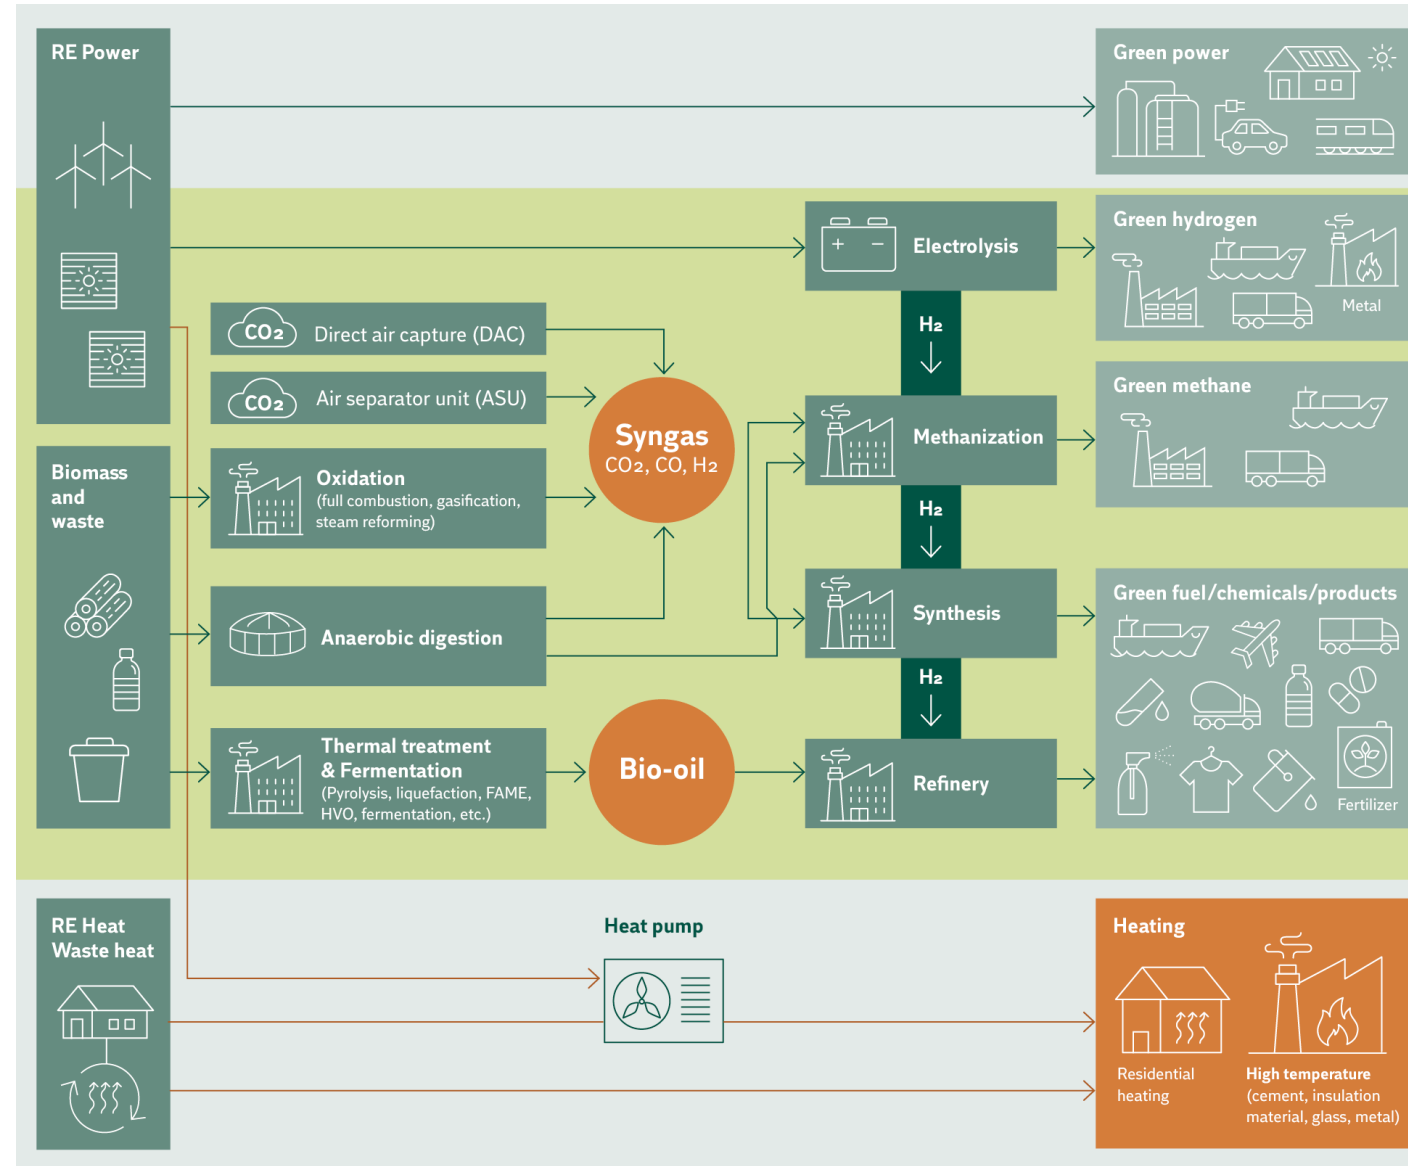 RE Power
Green power
Electrolysis
+ −
Green hydrogen
Metal
H2
CO2
Direct air capture (DAC)
CO2
Air separator unit (ASU)
Syngas
CO2, CO, H2
Methanization
Green methane
Biomass
and
waste
Oxidation
(full combustion, gasification,
steam reforming)
H2
Anaerobic digestion
Synthesis
Green fuel/chemicals/products
H2
Thermal treatment
& Fermentation
(Pyrolysis, liquefaction, FAME,
HVO, fermentation, etc.)
Bio-oil
Refinery
Fertilizer
RE Heat
Waste heat
Heat pump
Heating
Residential
heating
High temperature
(cement, insulation
material, glass, metal)